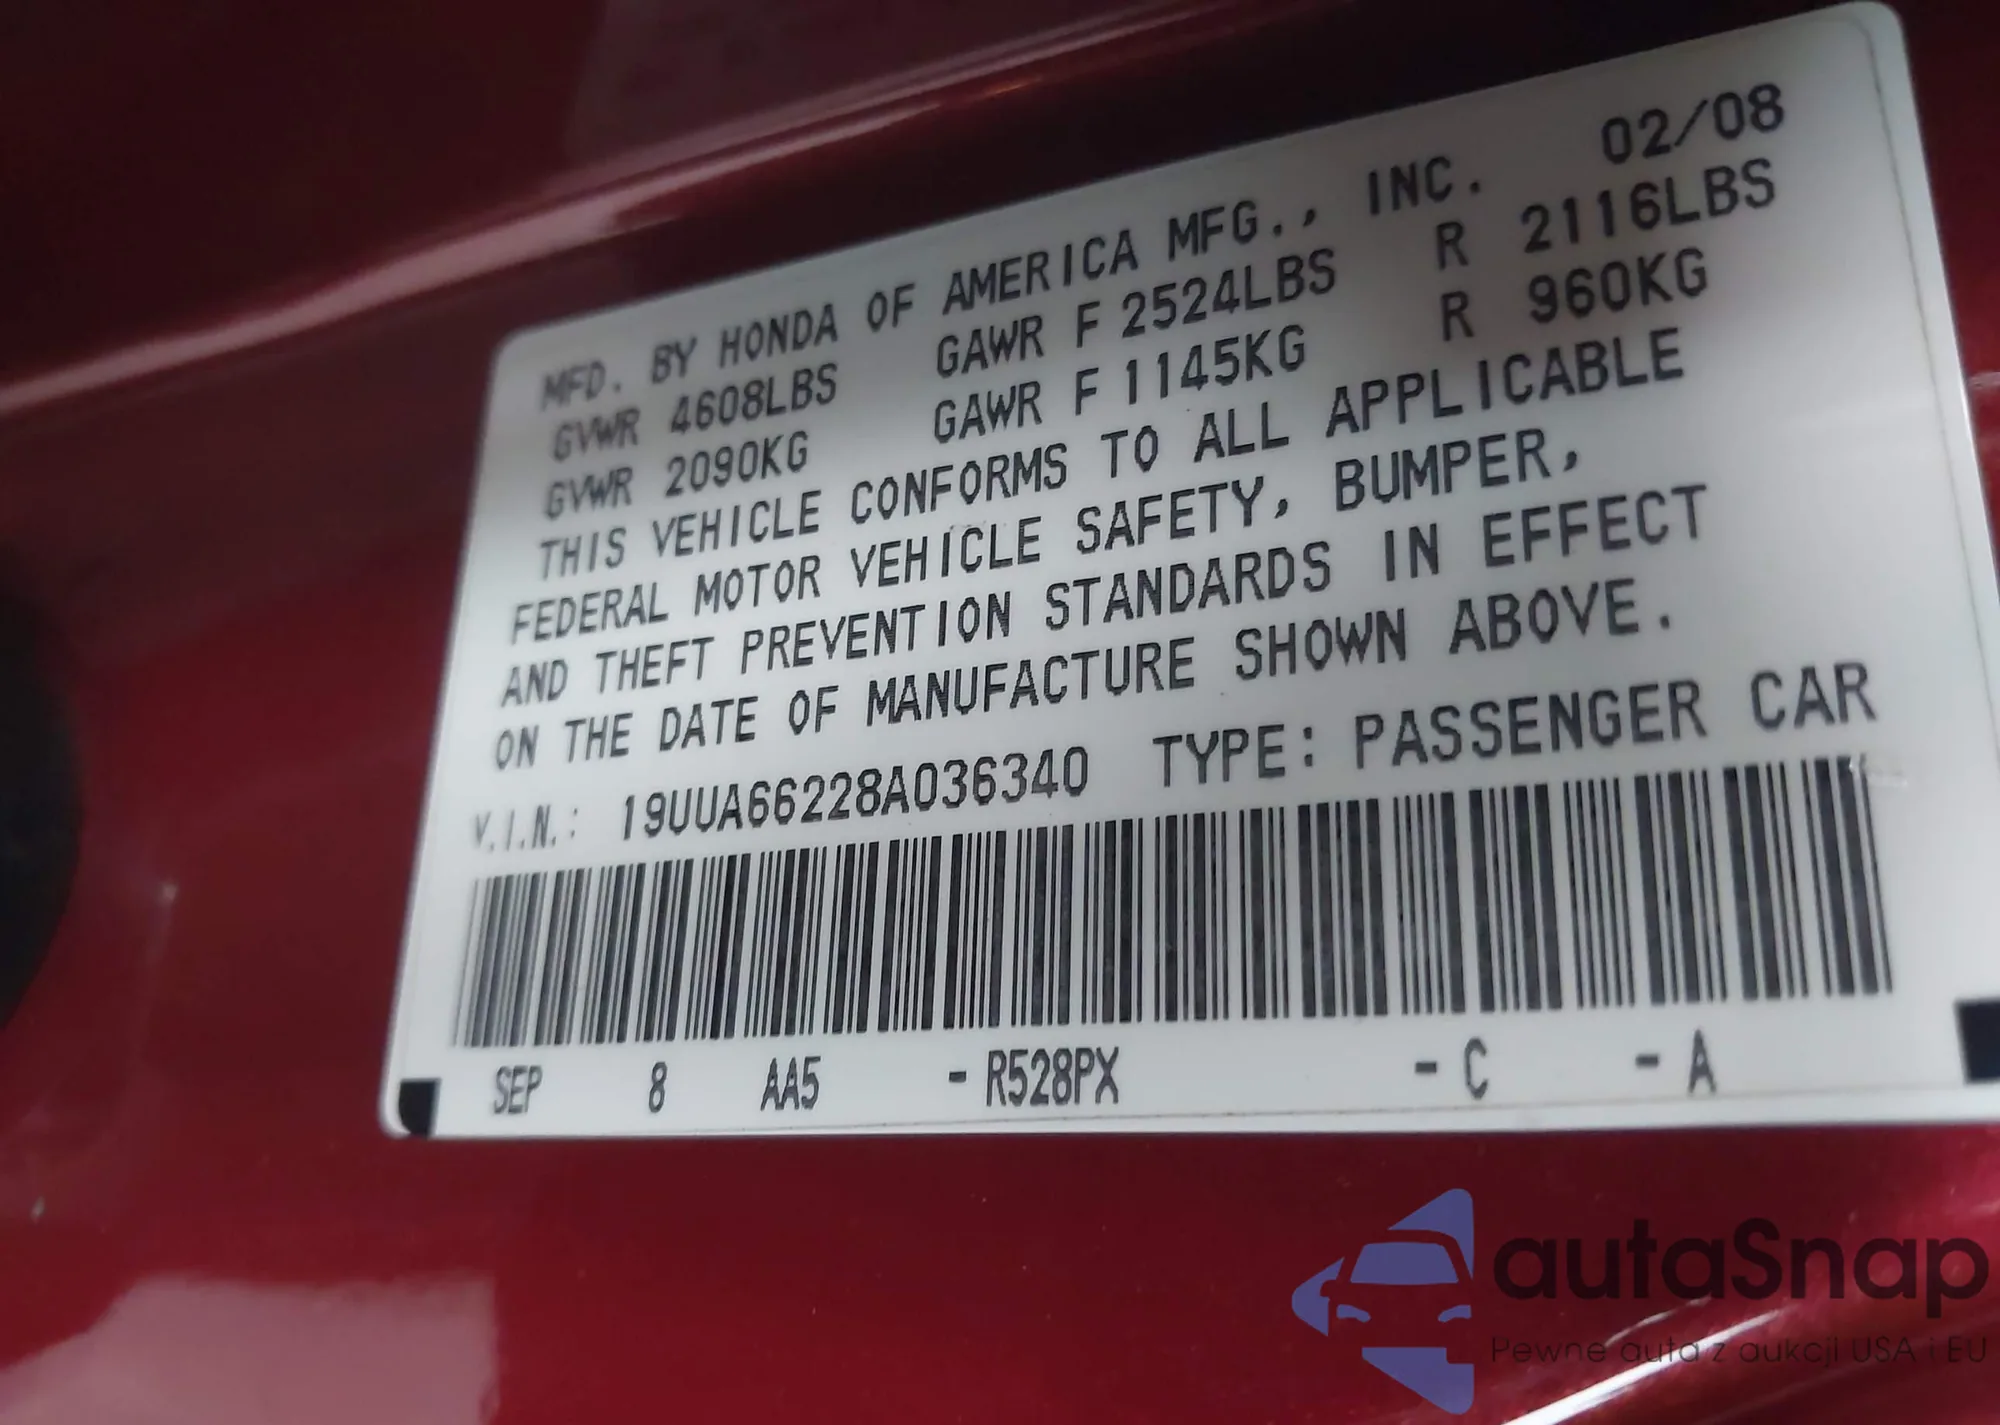 MFD. BY HONDA OF AMERICA MFG., INC. 02/08
GVWR 4608LBS GAWR F 2524LBS R 2116LBS
GVWR 2090KG GAWR F 1145KG R 960KG
THIS VEHICLE CONFORMS TO ALL APPLICABLE
FEDERAL MOTOR VEHICLE SAFETY, BUMPER,
AND THEFT PREVENTION STANDARDS IN EFFECT
ON THE DATE OF MANUFACTURE SHOWN ABOVE.
V.I.N.: 19UUA66228A036340 TYPE: PASSENGER CAR
SEP 8 AA5 -R528PX -C -A
autaSnap
Pewne auta z aukcji USA i EU